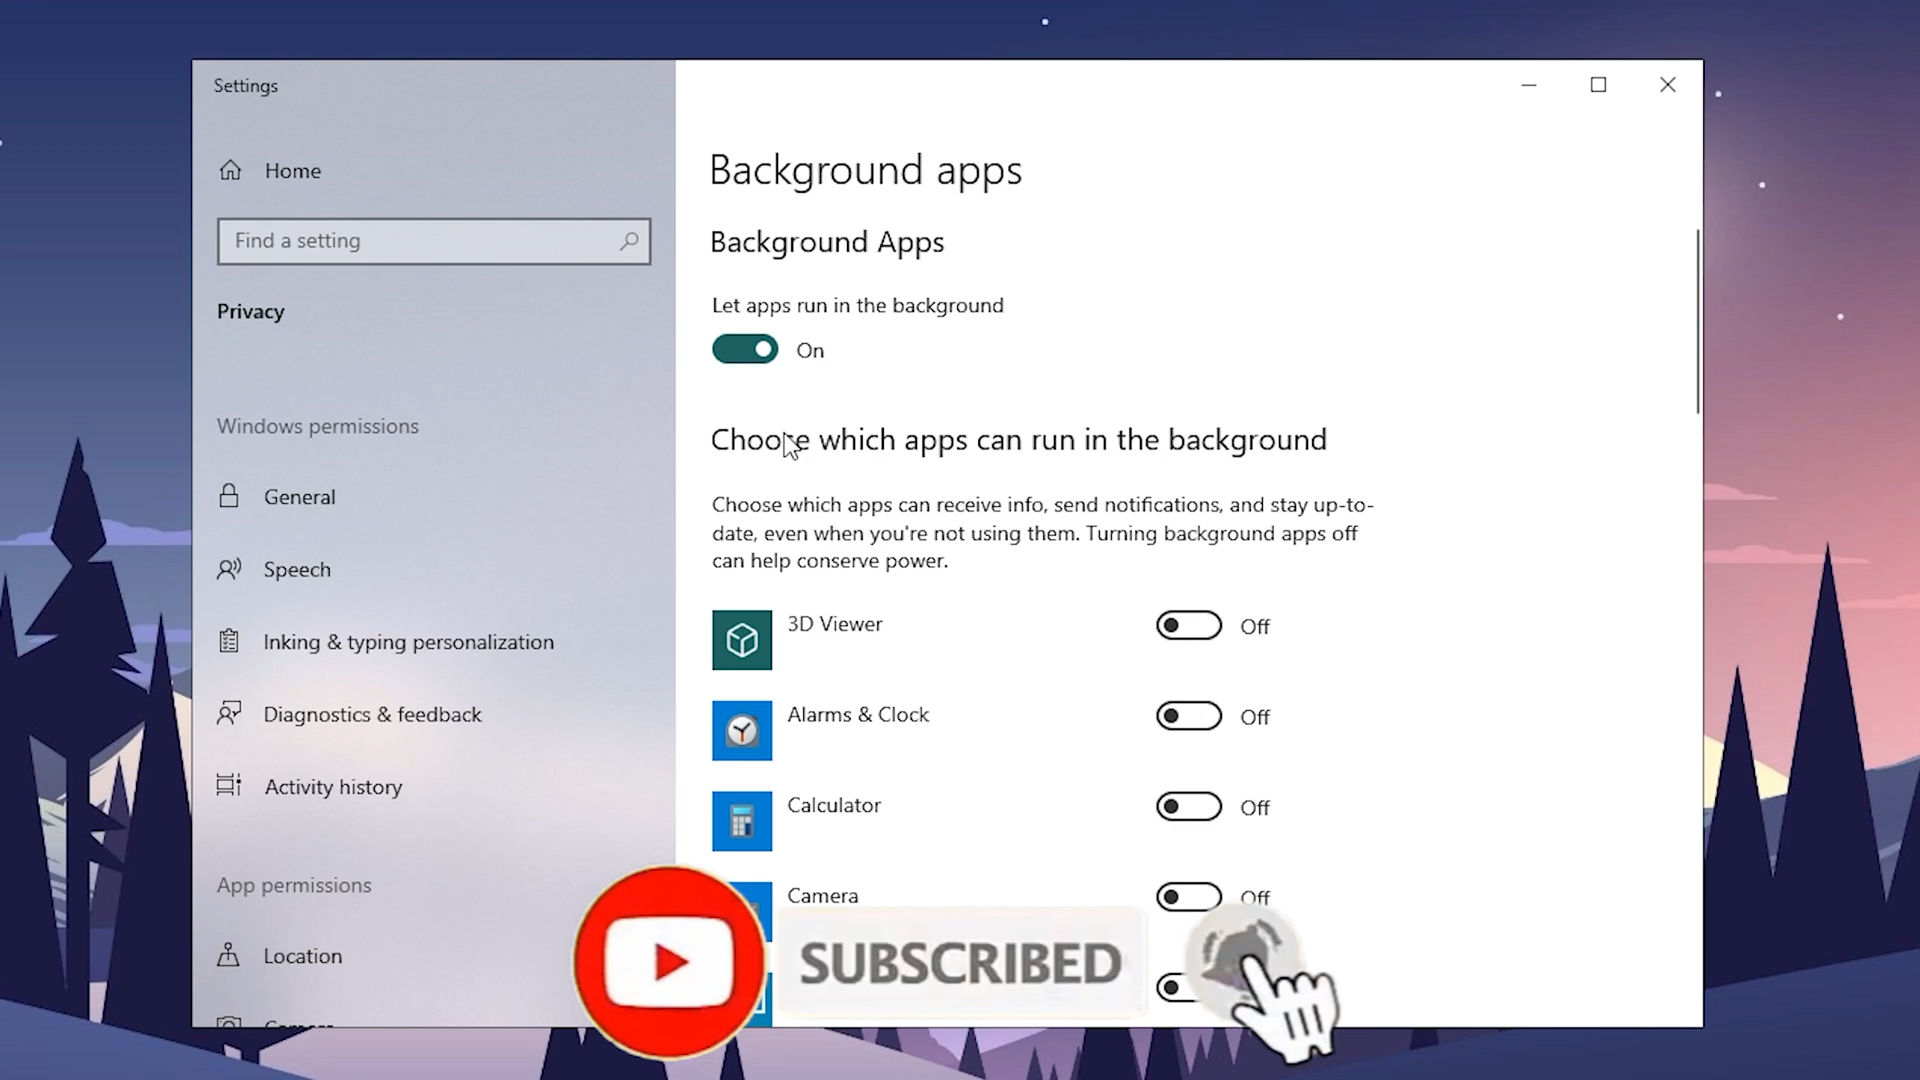 Settings
Home
Find a setting
Privacy
Windows permissions
General
Speech
Inking & typing personalization
Diagnostics & feedback
Activity history
App permissions
Location
Background apps
Background Apps
Let apps run in the background
On
Choose which apps can run in the background
Choose which apps can receive info, send notifications, and stay up-to-
date, even when you're not using them. Turning background apps off
can help conserve power.
3D Viewer Off
Alarms & Clock Off
Calculator Off
Camera Off
SUBSCRIBED